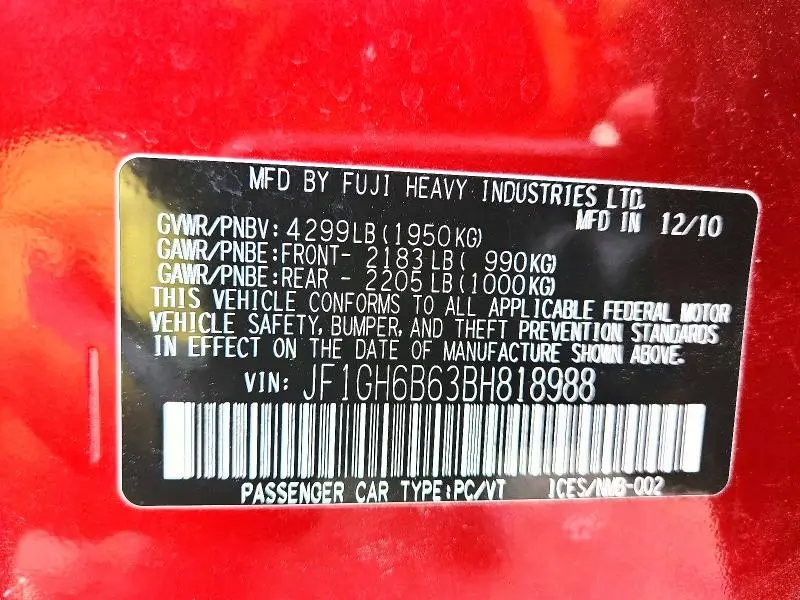 MFD BY FUJI HEAVY INDUSTRIES LTD.
MFD IN 12/10
GVWR/PNBV: 4299LB(1950KG)
GAWR/PNBE:FRONT- 2183LB( 990KG)
GAWR/PNBE:REAR - 2205LB(1000KG)
THIS VEHICLE CONFORMS TO ALL APPLICABLE FEDERAL MOTOR
VEHICLE SAFETY, BUMPER, AND THEFT PREVENTION STANDARDS
IN EFFECT ON THE DATE OF MANUFACTURE SHOWN ABOVE.
VIN: JF1GH6B63BH818988
PASSENGER CAR TYPE:PC/VT ICES/NMB-002